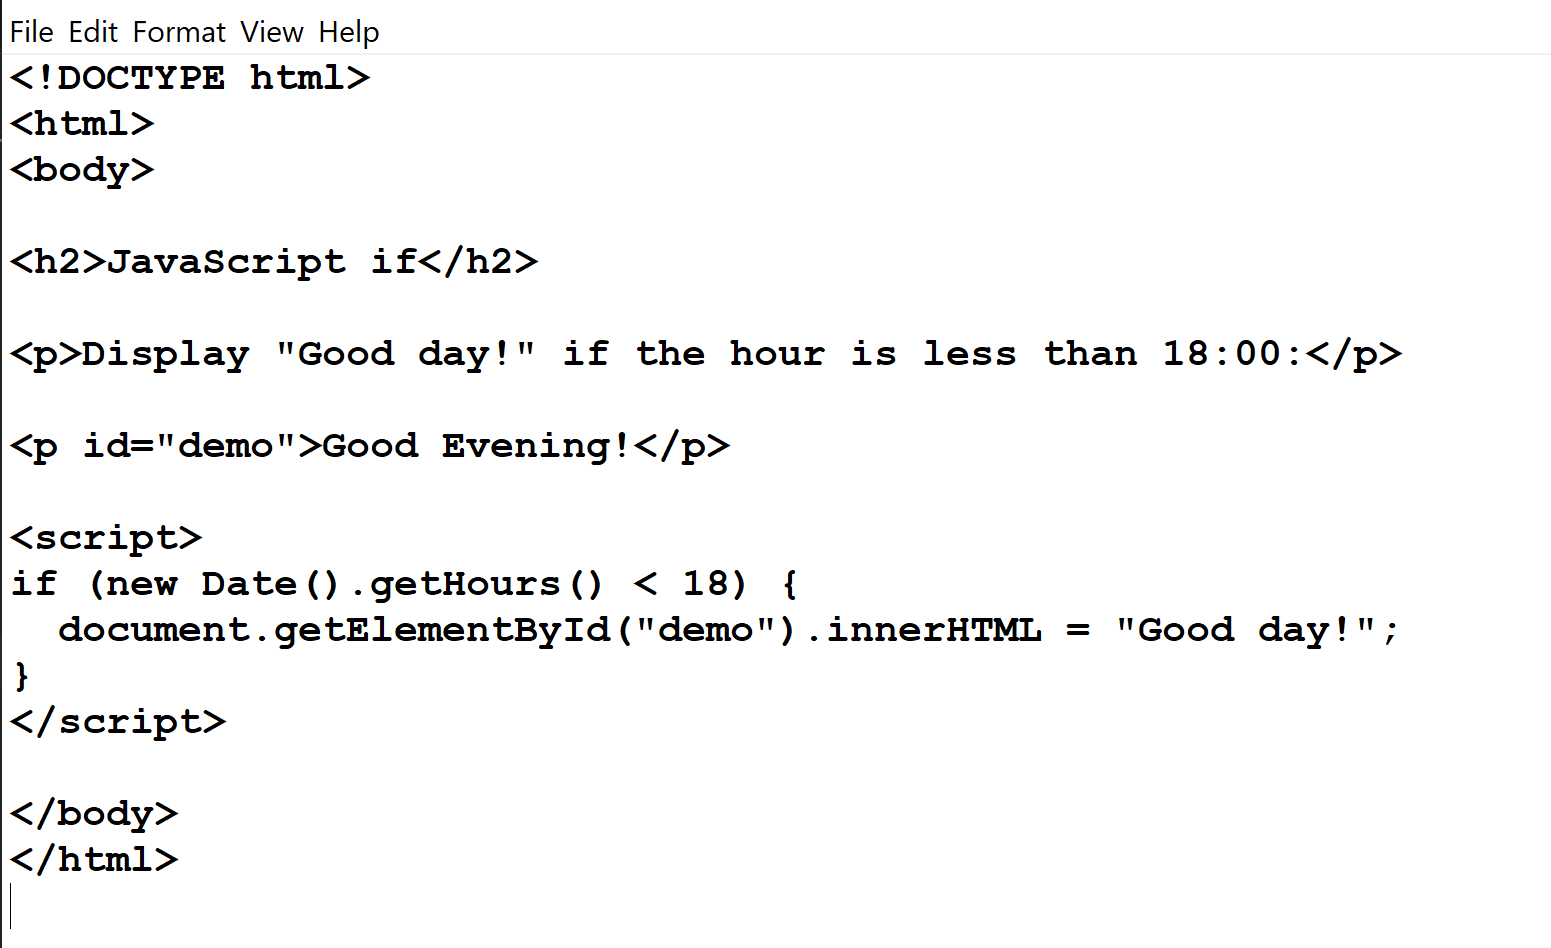 File Edit Format View Help
<!DOCTYPE html>
<html>
<body>
<h2>JavaScript if</h2>
<p>Display "Good day!" if the hour is less than 18:00:</p>
<p id="demo">Good Evening!</p>
<script>
if (new Date().getHours() < 18) {
  document.getElementById("demo").innerHTML = "Good day!";
}
</script>
</body>
</html>